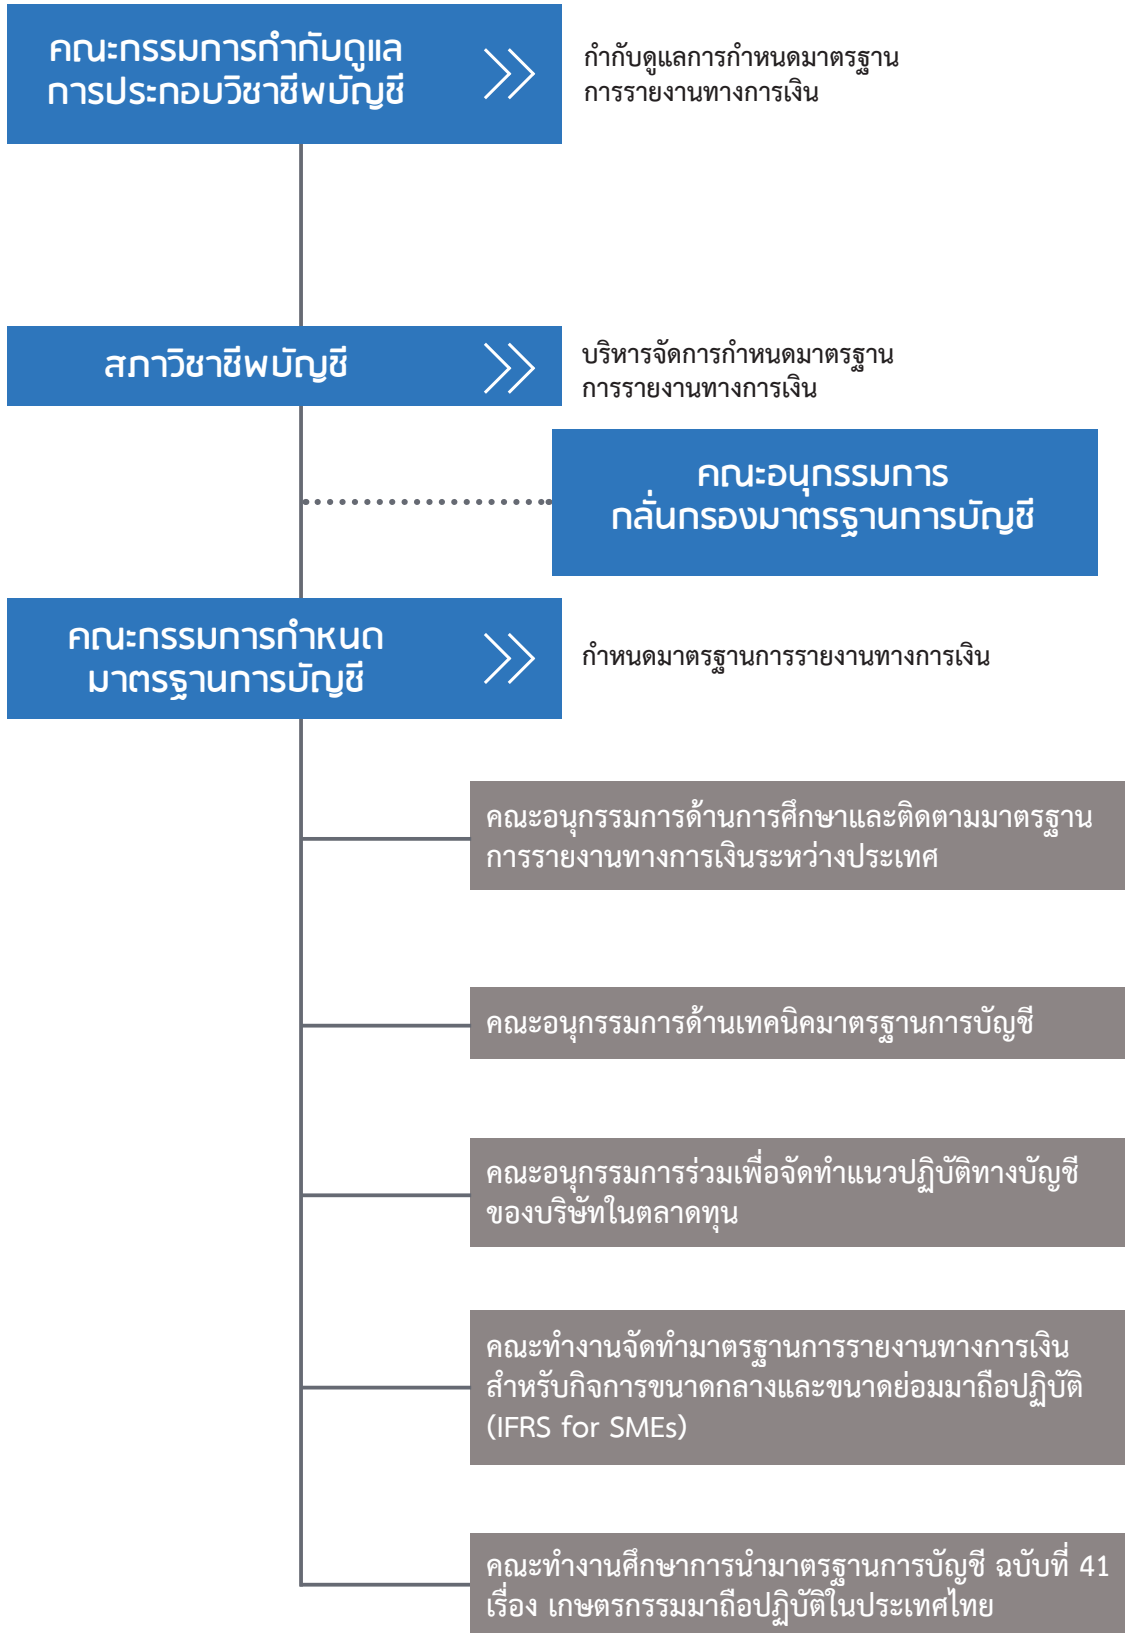 คณะกรรมการกำกับดูแล
การประกอบวิชาชีพบัญชี
กำกับดูแลการกำหนดมาตรฐาน
การรายงานทางการเงิน
สภาวิชาชีพบัญชี
บริหารจัดการกำหนดมาตรฐาน
การรายงานทางการเงิน
คณะอนุกรรมการ
กลั่นกรองมาตรฐานการบัญชี
คณะกรรมการกำหนด
มาตรฐานการบัญชี
กำหนดมาตรฐานการรายงานทางการเงิน
คณะอนุกรรมการด้านการศึกษาและติดตามมาตรฐาน
การรายงานทางการเงินระหว่างประเทศ
คณะอนุกรรมการด้านเทคนิคมาตรฐานการบัญชี
คณะอนุกรรมการร่วมเพื่อจัดทำแนวปฏิบัติทางบัญชี
ของบริษัทในตลาดทุน
คณะทำงานจัดทำมาตรฐานการรายงานทางการเงิน
สำหรับกิจการขนาดกลางและขนาดย่อมมาถือปฏิบัติ
(IFRS for SMEs)
คณะทำงานศึกษาการนำมาตรฐานการบัญชี ฉบับที่ 41
เรื่อง เกษตรกรรมมาถือปฏิบัติในประเทศไทย